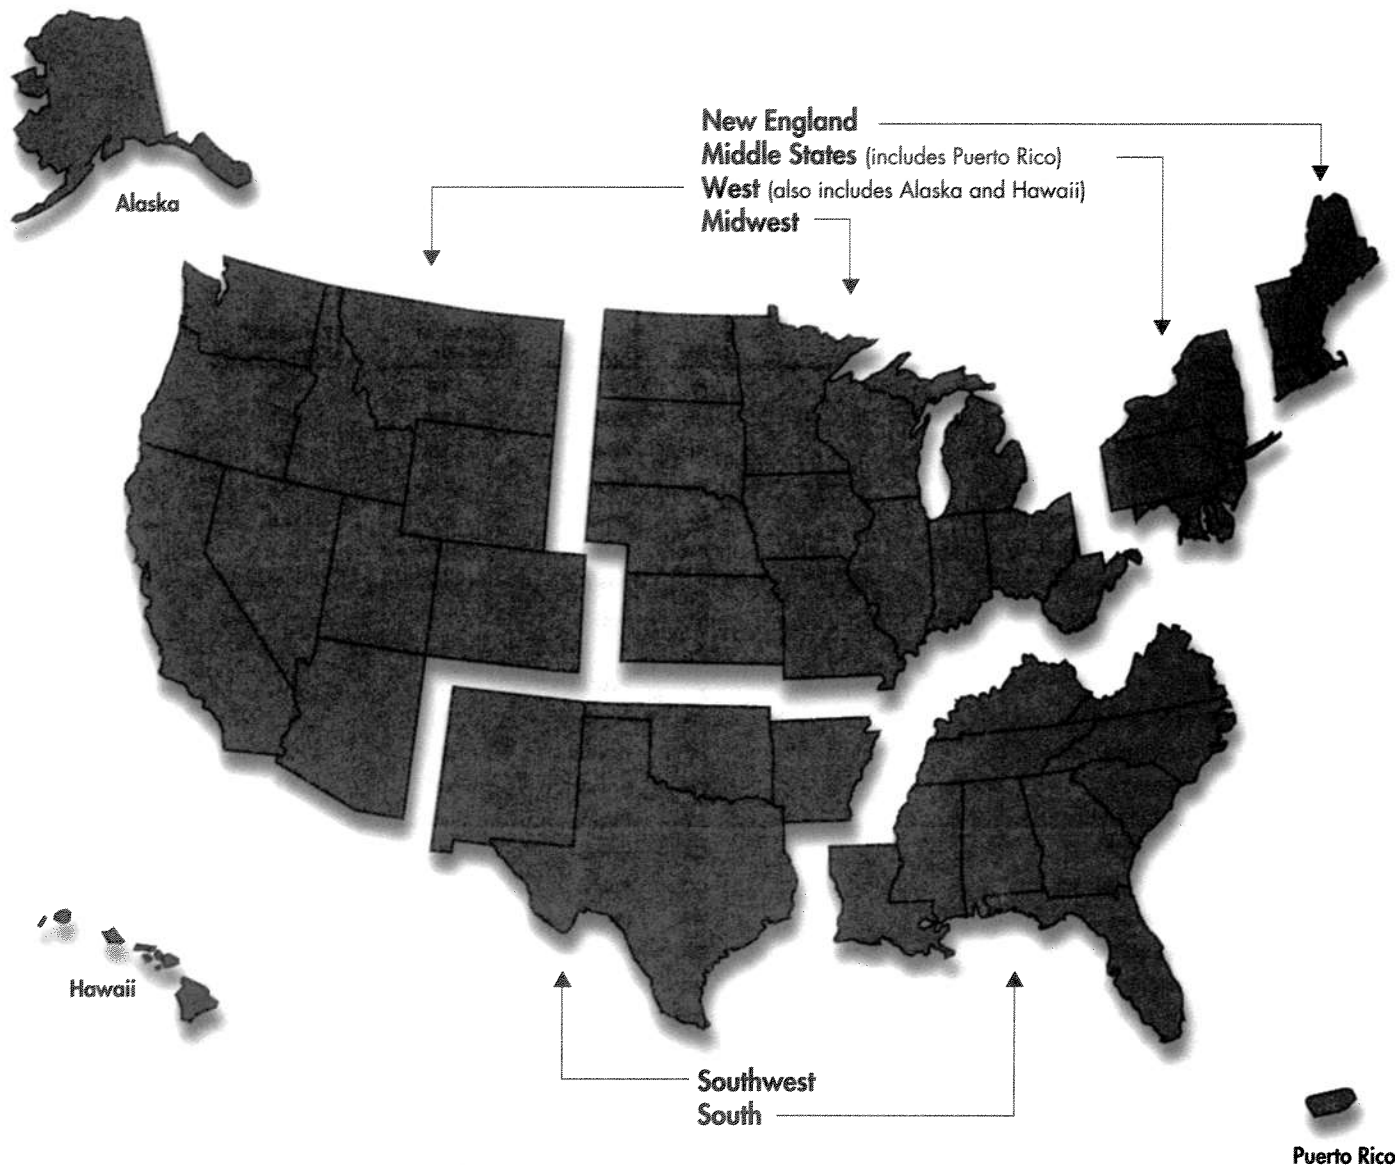 New England
Middle States (includes Puerto Rico)
West (also includes Alaska and Hawaii)
Midwest
Alaska
Hawaii
Southwest
South
Puerto Rico